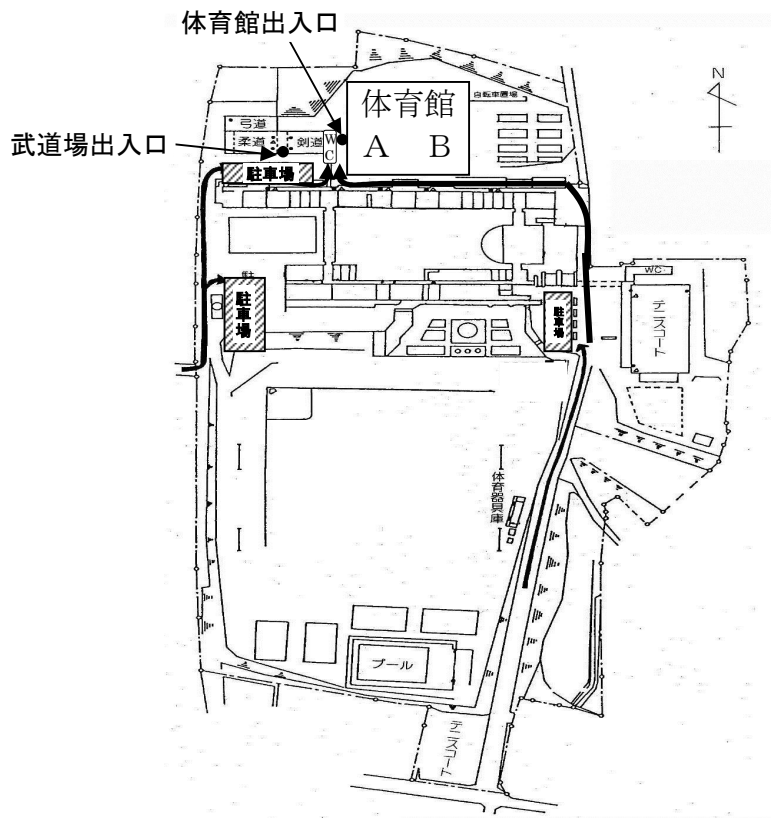 体育館出入口
N
自転車置場
体育館
A B
弓道
柔道
剣道
WC
武道場出入口
駐車場
WC
駐
駐車場
駐車場
テニスコート
体育器具庫
プール
テニスコート